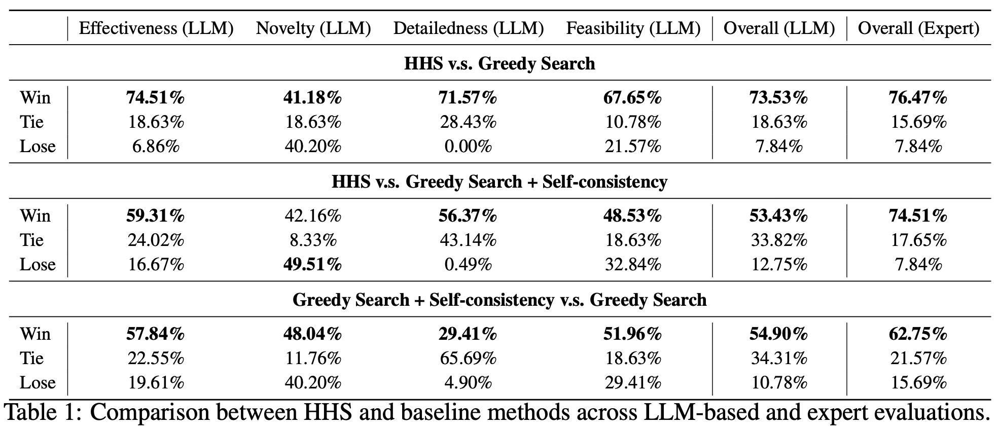 Effectiveness (LLM) Novelty (LLM) Detailedness (LLM) Feasibility (LLM) Overall (LLM) Overall (Expert)
HHS v.s. Greedy Search
Win 74.51% 41.18% 71.57% 67.65% 73.53% 76.47%
Tie 18.63% 18.63% 28.43% 10.78% 18.63% 15.69%
Lose 6.86% 40.20% 0.00% 21.57% 7.84% 7.84%
HHS v.s. Greedy Search + Self-consistency
Win 59.31% 42.16% 56.37% 48.53% 53.43% 74.51%
Tie 24.02% 8.33% 43.14% 18.63% 33.82% 17.65%
Lose 16.67% 49.51% 0.49% 32.84% 12.75% 7.84%
Greedy Search + Self-consistency v.s. Greedy Search
Win 57.84% 48.04% 29.41% 51.96% 54.90% 62.75%
Tie 22.55% 11.76% 65.69% 18.63% 34.31% 21.57%
Lose 19.61% 40.20% 4.90% 29.41% 10.78% 15.69%
Table 1: Comparison between HHS and baseline methods across LLM-based and expert evaluations.